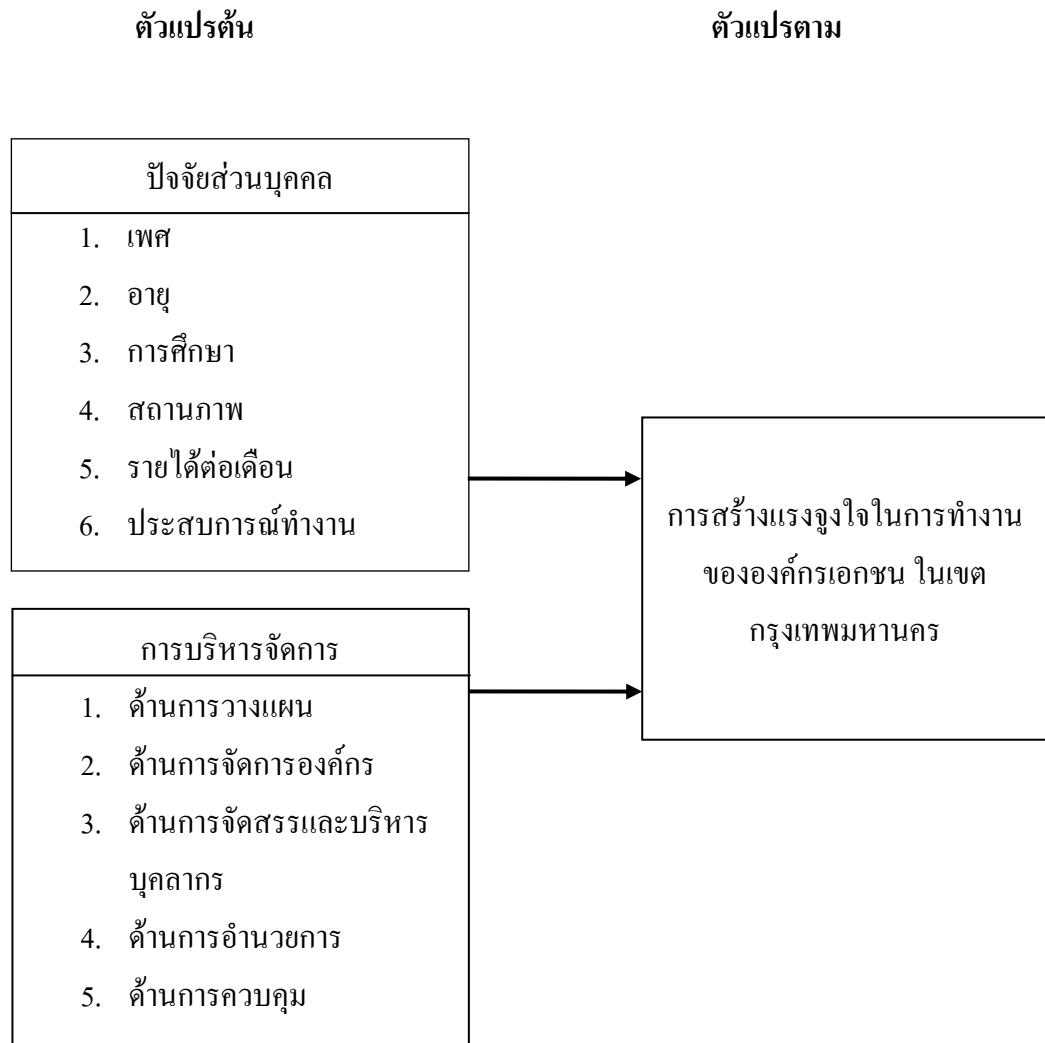 ตัวแปรต้น
ตัวแปรตาม
ปัจจัยส่วนบุคคล
1. เพศ
2. อายุ
3. การศึกษา
4. สถานภาพ
5. รายได้ต่อเดือน
6. ประสบการณ์ทำงาน
การบริหารจัดการ
1. ด้านการวางแผน
2. ด้านการจัดการองค์กร
3. ด้านการจัดสรรและบริหาร
บุคลากร
4. ด้านการอำนวยการ
5. ด้านการควบคุม
การสร้างแรงจูงใจในการทำงาน
ขององค์กรเอกชน ในเขต
กรุงเทพมหานคร